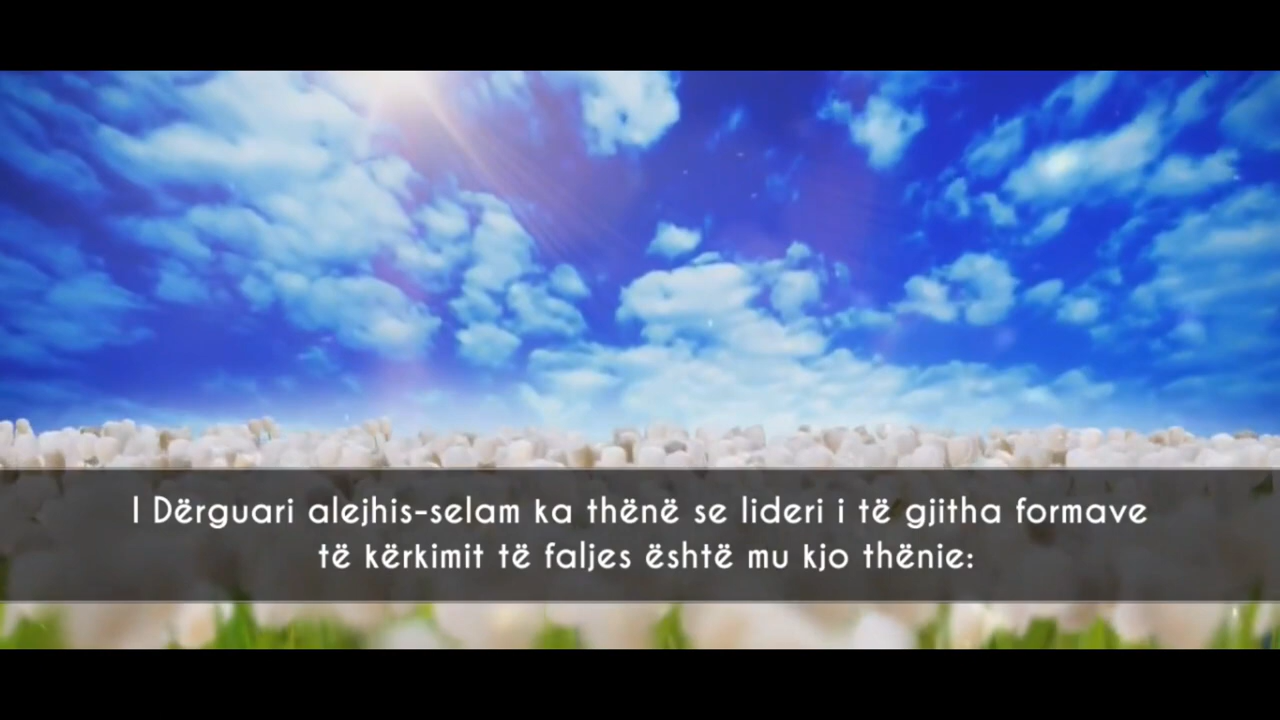 I Dërguari alejhis-selam ka thënë se lideri i të gjitha formave
të kërkimit të faljes është mu kjo thënie: